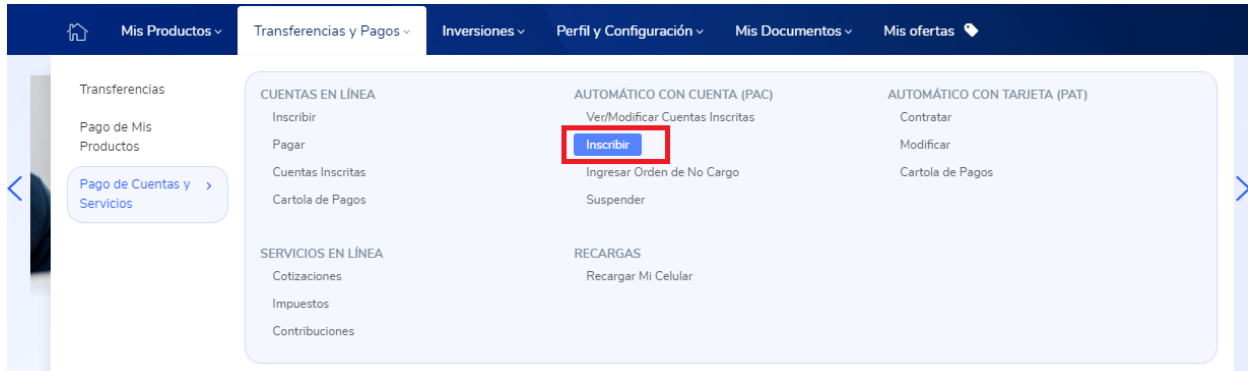 Mis Productos
Transferencias y Pagos
Inversiones
Perfil y Configuración
Mis Documentos
Mis ofertas
Transferencias
Pago de Mis
Productos
Pago de Cuentas y
Servicios
CUENTAS EN LÍNEA
Inscribir
Pagar
Cuentas Inscritas
Cartola de Pagos
AUTOMÁTICO CON CUENTA (PAC)
Ver/Modificar Cuentas Inscritas
Inscribir
Ingresar Orden de No Cargo
Suspender
AUTOMÁTICO CON TARJETA (PAT)
Contratar
Modificar
Cartola de Pagos
SERVICIOS EN LÍNEA
Cotizaciones
Impuestos
Contribuciones
RECARGAS
Recargar Mi Celular